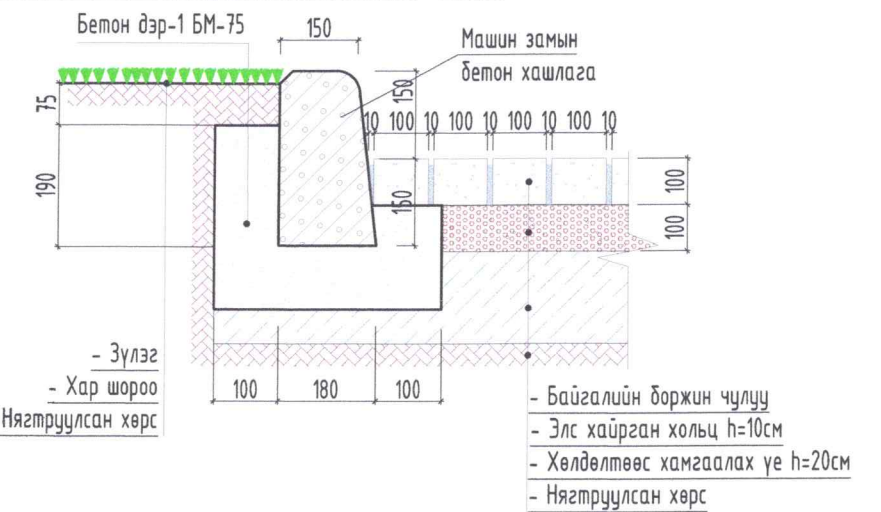 Бетон дэр-1 БМ-75
150
Машин замын
бетон хашлага
75
150
10 100 10 100 10 100 10 100 10
190
150
100
100
- Зүлэг
- Хар шороо
Нягтруулсан хөрс
100 180 100
- Байгалийн боржин чулуу
- Элс хайрган хольц h=10см
- Хөлдөлтөөс хамгаалах үе h=20см
- Нягтруулсан хөрс